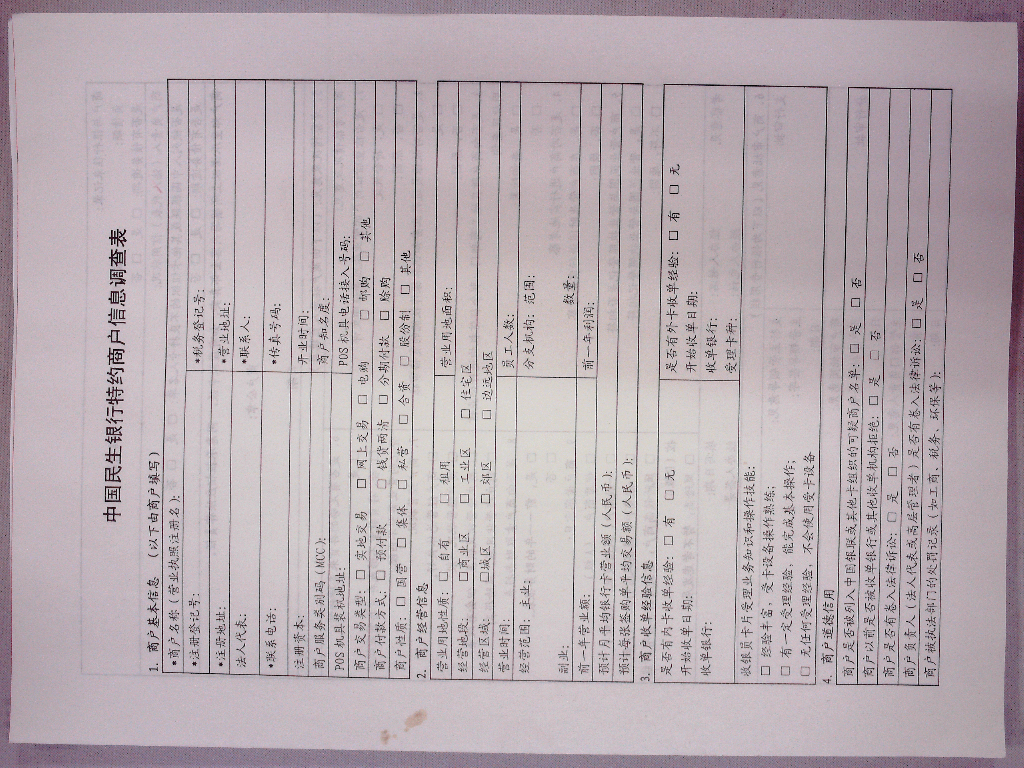 中国民生银行特约商户信息调查表
1. 商户基本信息 (以下由商户填写)
*商户名称(营业执照注册名):
*注册登记号: *税务登记号:
*注册地址: *营业地址:
法人代表: *联系人:
*联系电话: *传真号码:
注册资本: 开业时间:
商户服务类别码(MCC): 商户知名度:
POS 机具装机地址: POS 机具电话接入号码:
商户交易类型: □ 实地交易 □ 网上交易 □ 电购 □ 邮购 □ 其他
商户付款方式: □ 预付款 □ 钱货两清 □ 分期付款 □ 赊购
商户性质: □ 国营 □ 集体 □ 私营 □ 合资 □ 股份制 □ 其他
2. 商户经营信息
营业用地性质: □ 自有 □ 租用 营业用地面积:
经营地段: □商业区 □ 工业区 □ 住宅区
经营区域: □城区 □ 郊区 □ 边远地区
营业时间: 员工人数:
经营范围: 主业: 分支机构: 范围:
副业: 数量:
前一年营业额: 前一年利润:
预计月平均银行卡营业额(人民币):
预计每张签购单平均交易额(人民币):
3. 商户收单经验信息
是否有内卡收单经验: □ 有 □ 无 是否有外卡收单经验: □ 有 □ 无
开始收单日期: 开始收单日期:
收单银行: 收单银行:
受理卡种:
收银员卡片受理业务知识和操作技能:
□ 经验丰富, 受卡设备操作熟练;
□ 有一定受理经验, 能完成基本操作;
□ 无任何受理经验, 不会使用受卡设备
4. 商户道德信用
商户是否被列入中国银联或其他卡组织的可疑商户名单: □ 是 □ 否
商户以前是否被收单银行或其他收单机构拒绝: □ 是 □ 否
商户是否有卷入法律诉讼: □ 是 □ 否
商户负责人(法人代表或高层管理者)是否有卷入法律诉讼: □ 是 □ 否
商户被执法部门的处罚记录(如工商、税务、环保等):